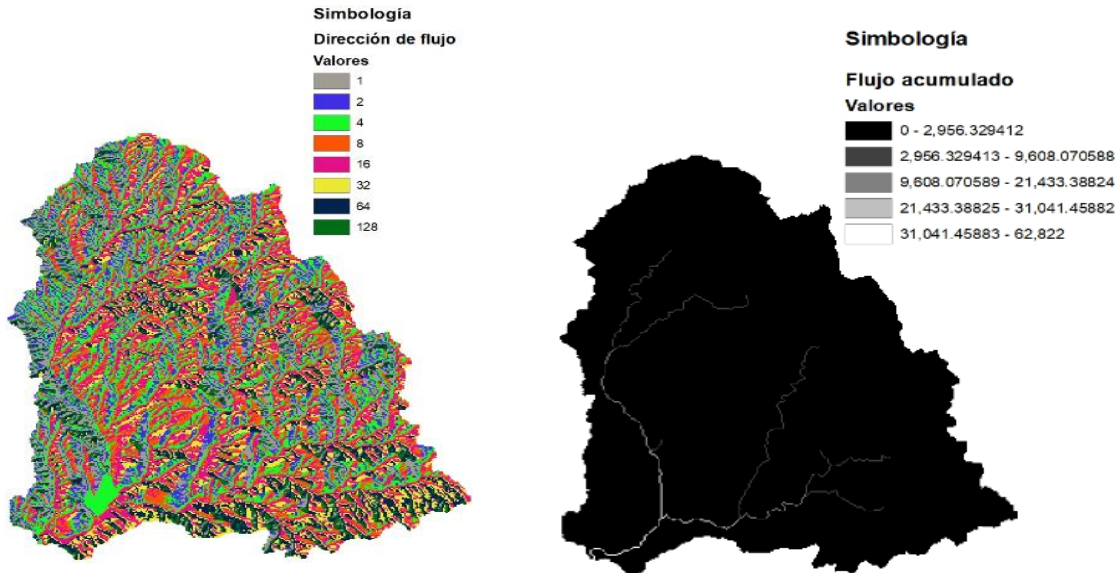 Simbología
Dirección de flujo
Valores
1
2
4
8
16
32
64
128
Simbología
Flujo acumulado
Valores
0 - 2,956.329412
2,956.329413 - 9,608.070588
9,608.070589 - 21,433.38824
21,433.38825 - 31,041.45882
31,041.45883 - 62,822